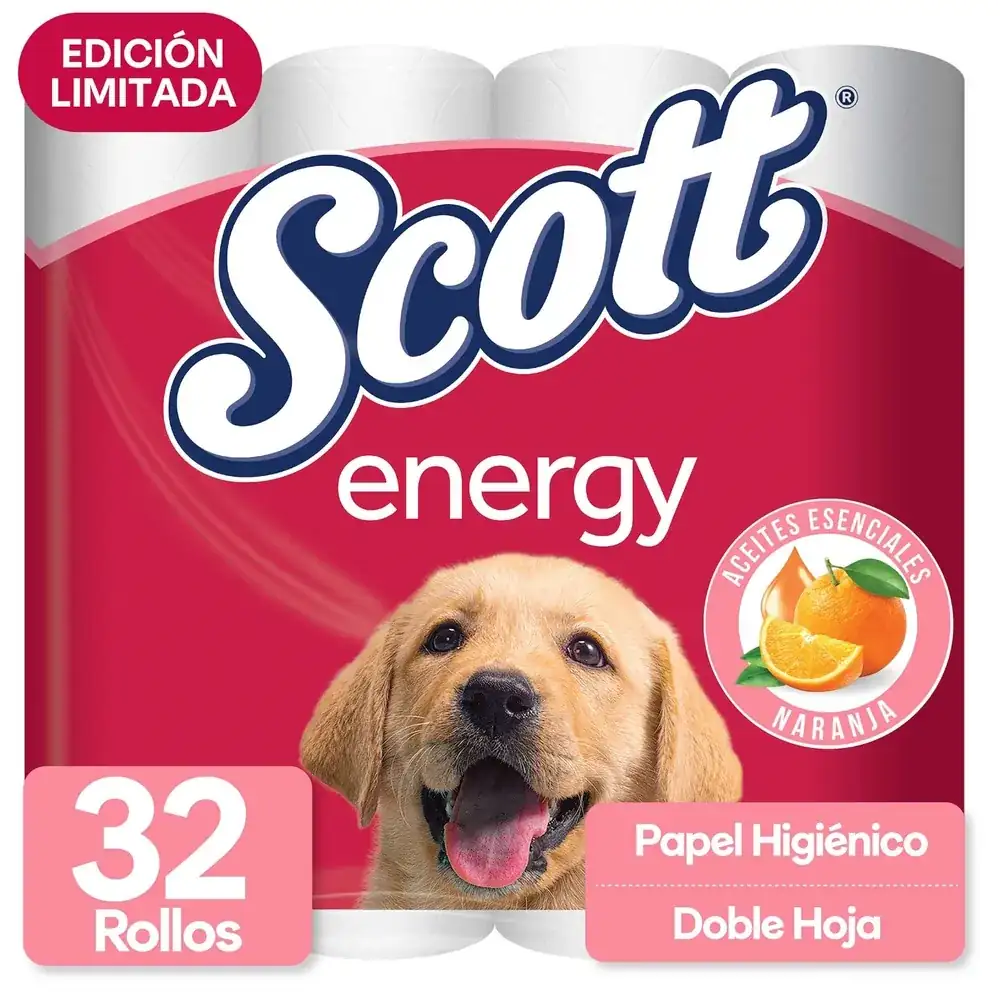 EDICIÓN
LIMITADA
Scott®
energy
ACEITES ESENCIALES
NARANJA
32
Rollos
Papel Higiénico
Doble Hoja